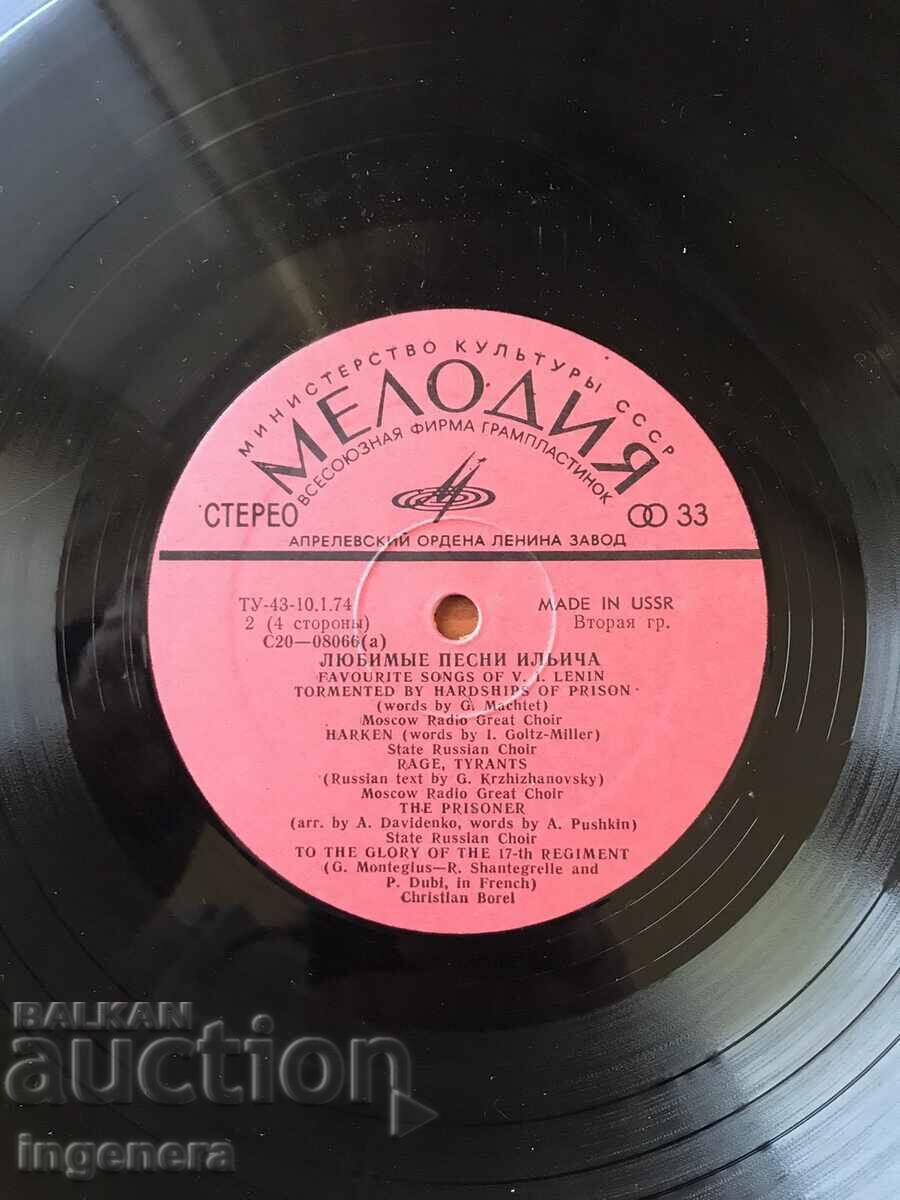 МИНИСТЕРСТВО КУЛЬТУРЫ СССР
МЕЛОДИЯ
ВСЕСОЮЗНАЯ ФИРМА ГРАМПЛАСТИНОК
СТЕРЕО
33
АПРЕЛЕВСКИЙ ОРДЕНА ЛЕНИНА ЗАВОД
ТУ-43-10.1.74 MADE IN USSR
2 (4 стороны) Вторая гр.
С20—08066(а)
ЛЮБИМЫЕ ПЕСНИ ИЛЬИЧА
FAVOURITE SONGS OF V. I. LENIN
TORMENTED BY HARDSHIPS OF PRISON
(words by G. Machtet)
Moscow Radio Great Choir
HARKEN (words by I. Goltz-Miller)
State Russian Choir
RAGE, TYRANTS
(Russian text by G. Krzhizhanovsky)
Moscow Radio Great Choir
THE PRISONER
(arr. by A. Davidenko, words by A. Pushkin)
State Russian Choir
TO THE GLORY OF THE 17-th REGIMENT
(G. Montegius—R. Shantegrelle and
P. Dubi, in French)
Christian Borel
BALKAN
auction
ingenera